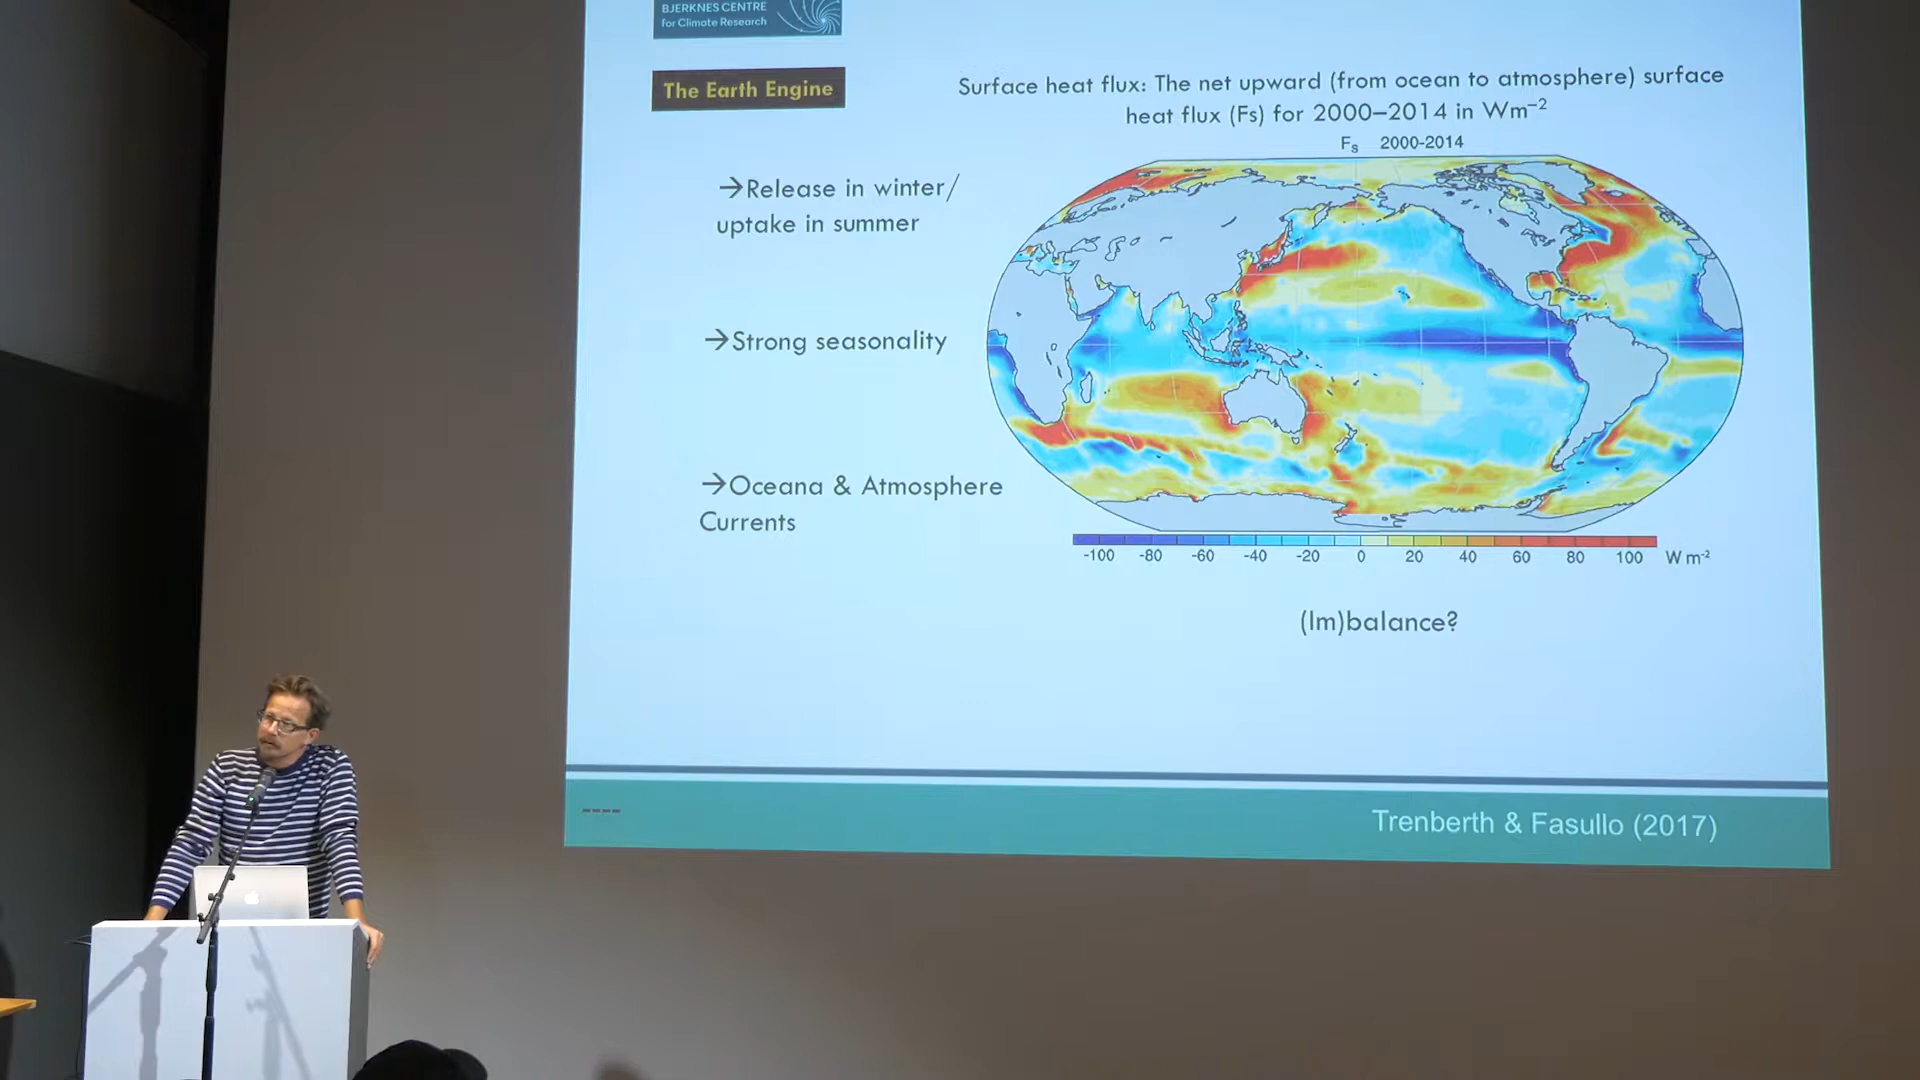 BJERKNES CENTRE
for Climate Research
The Earth Engine
Surface heat flux: The net upward (from ocean to atmosphere) surface
heat flux (Fs) for 2000–2014 in Wm⁻²
Fs 2000-2014
→Release in winter/
uptake in summer
→Strong seasonality
→Oceana & Atmosphere
Currents
-100 -80 -60 -40 -20 0 20 40 60 80 100 W m⁻²
(Im)balance?
Trenberth & Fasullo (2017)